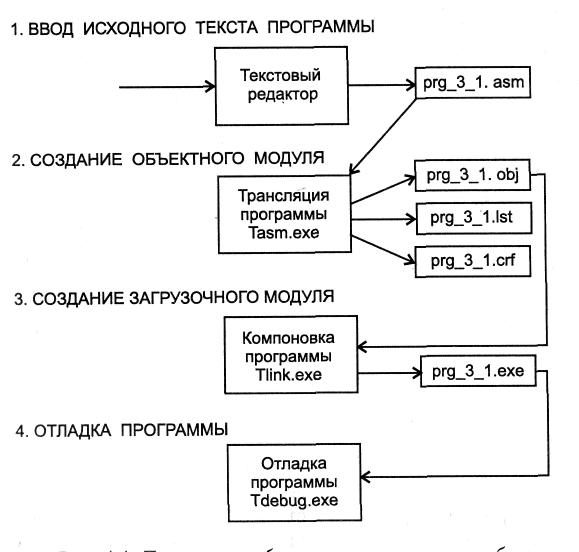 1. ВВОД ИСХОДНОГО ТЕКСТА ПРОГРАММЫ
Текстовый
редактор
prg_3_1. asm
2. СОЗДАНИЕ ОБЪЕКТНОГО МОДУЛЯ
Трансляция
программы
Tasm.exe
prg_3_1. obj
prg_3_1.lst
prg_3_1.crf
3. СОЗДАНИЕ ЗАГРУЗОЧНОГО МОДУЛЯ
Компоновка
программы
Tlink.exe
prg_3_1.exe
4. ОТЛАДКА ПРОГРАММЫ
Отладка
программы
Tdebug.exe